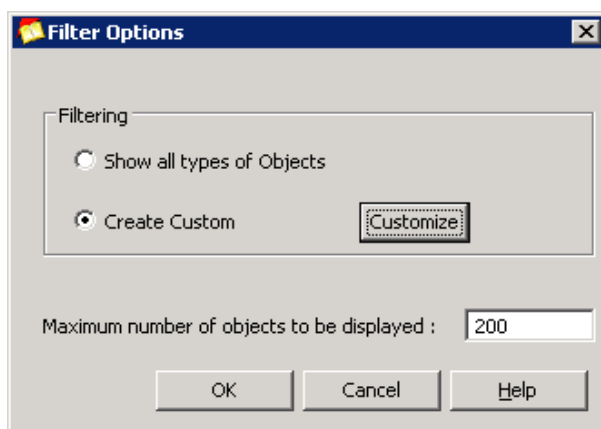 Filter Options
Filtering
Show all types of Objects
Create Custom
Customize
Maximum number of objects to be displayed : 200
OK Cancel Help